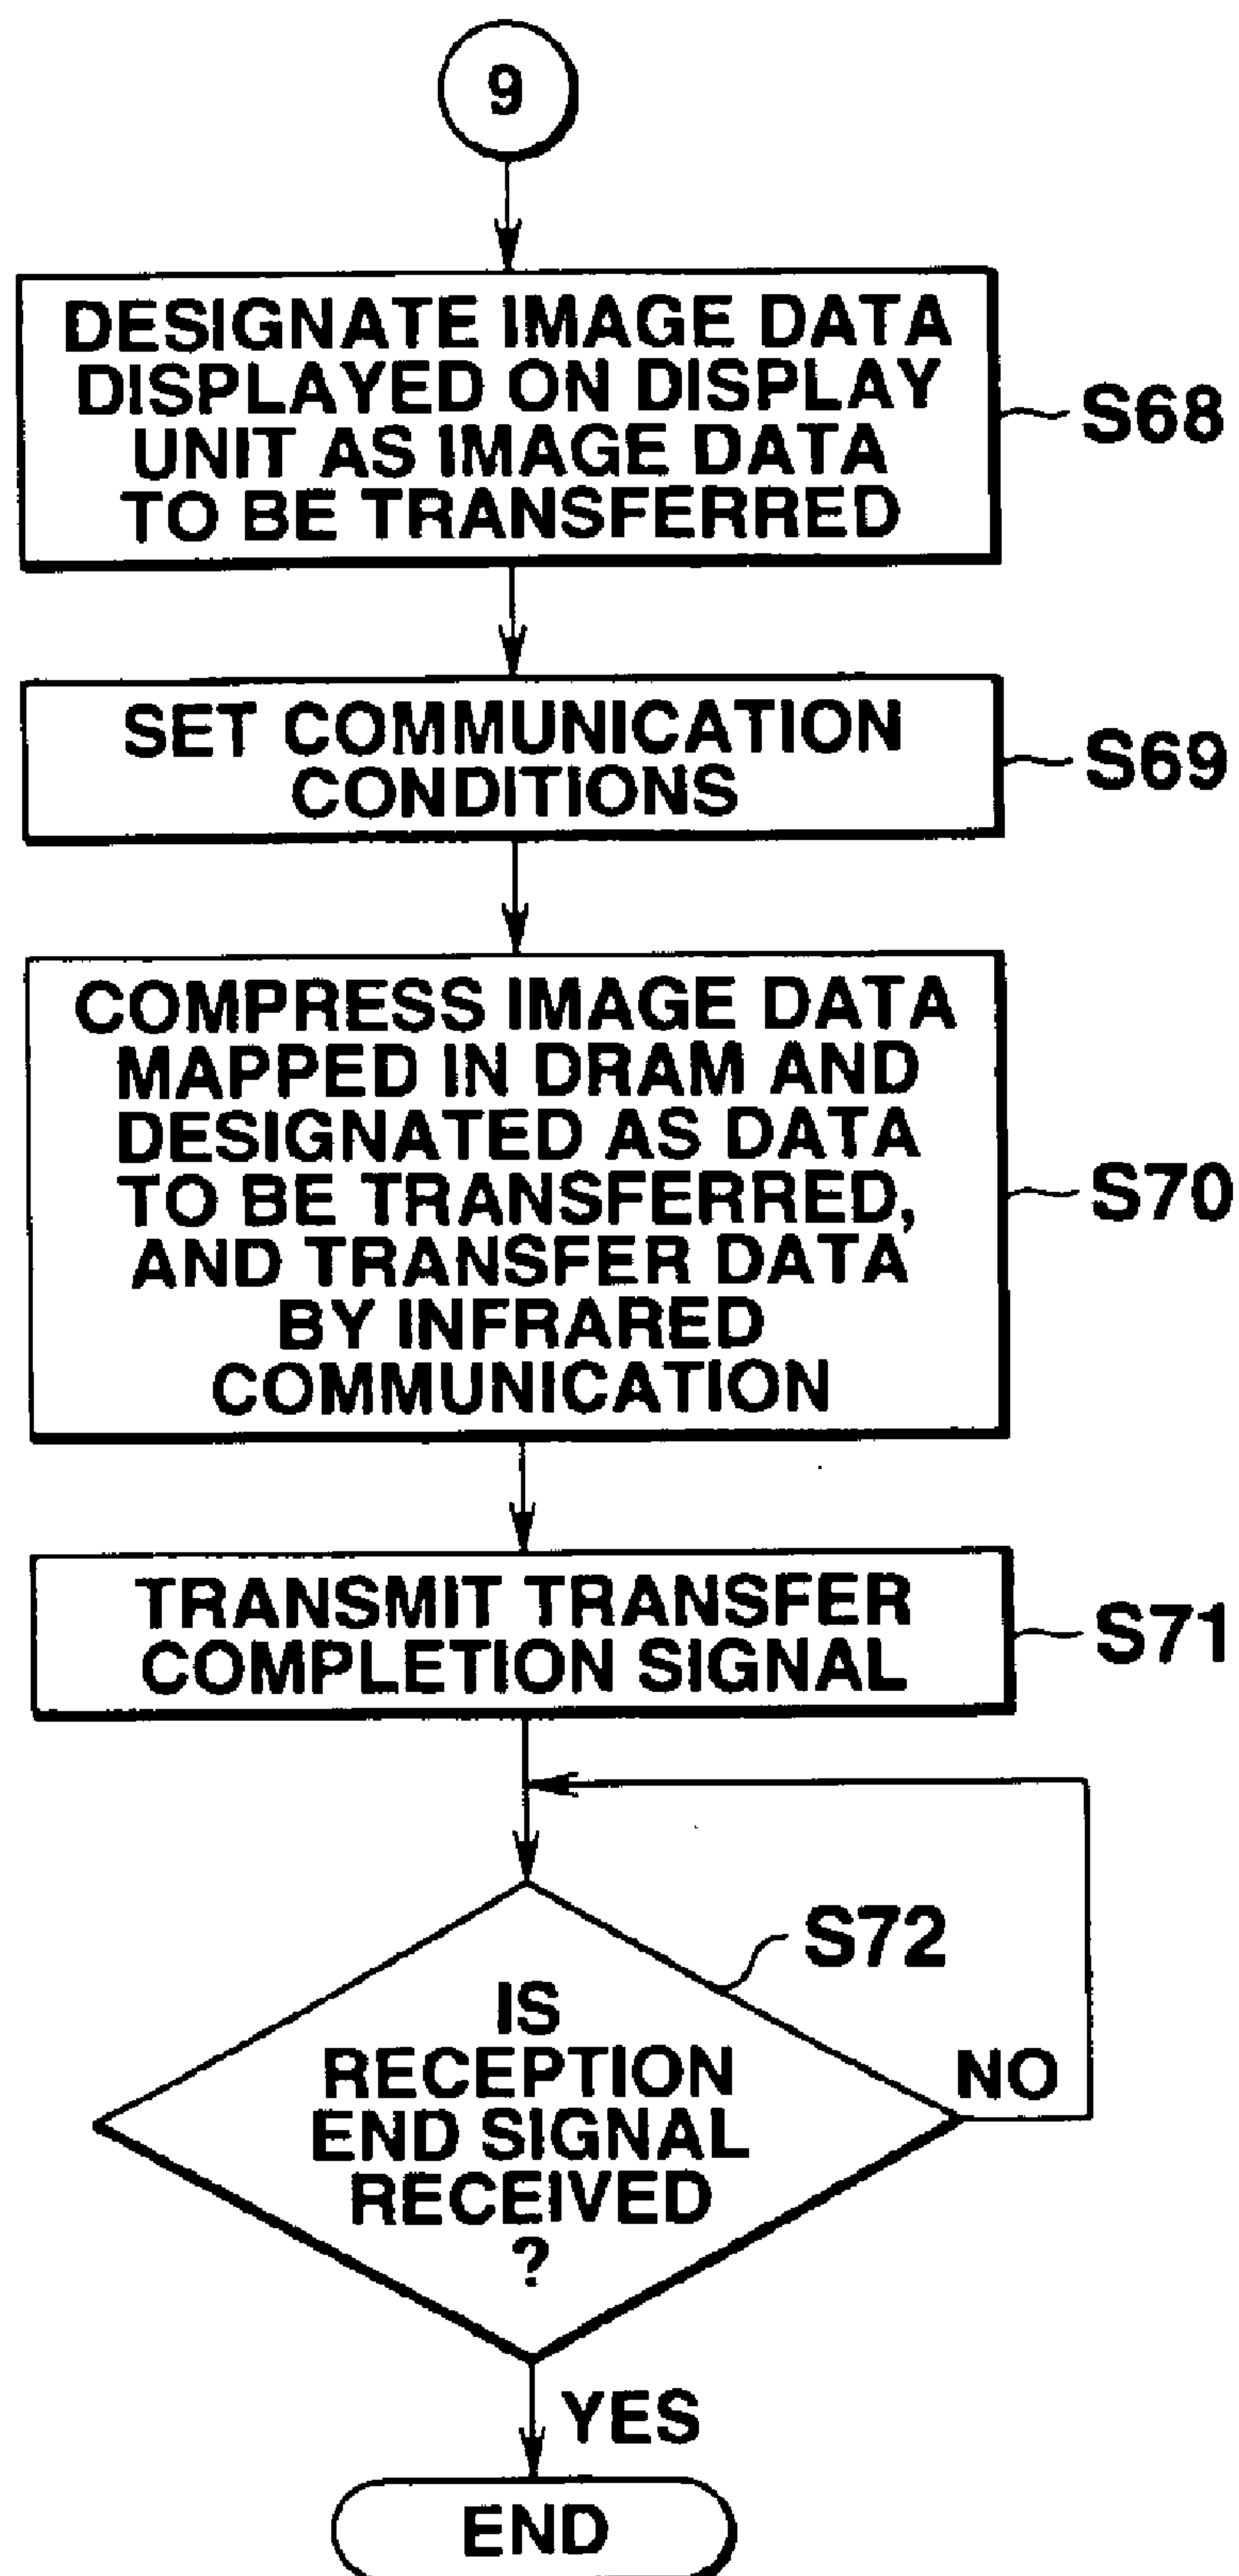 9
DESIGNATE IMAGE DATA
DISPLAYED ON DISPLAY
UNIT AS IMAGE DATA
TO BE TRANSFERRED
S68
SET COMMUNICATION
CONDITIONS
S69
COMPRESS IMAGE DATA
MAPPED IN DRAM AND
DESIGNATED AS DATA
TO BE TRANSFERRED,
AND TRANSFER DATA
BY INFRARED
COMMUNICATION
S70
TRANSMIT TRANSFER
COMPLETION SIGNAL
S71
S72
IS
RECEPTION
END SIGNAL
RECEIVED
?
NO
YES
END